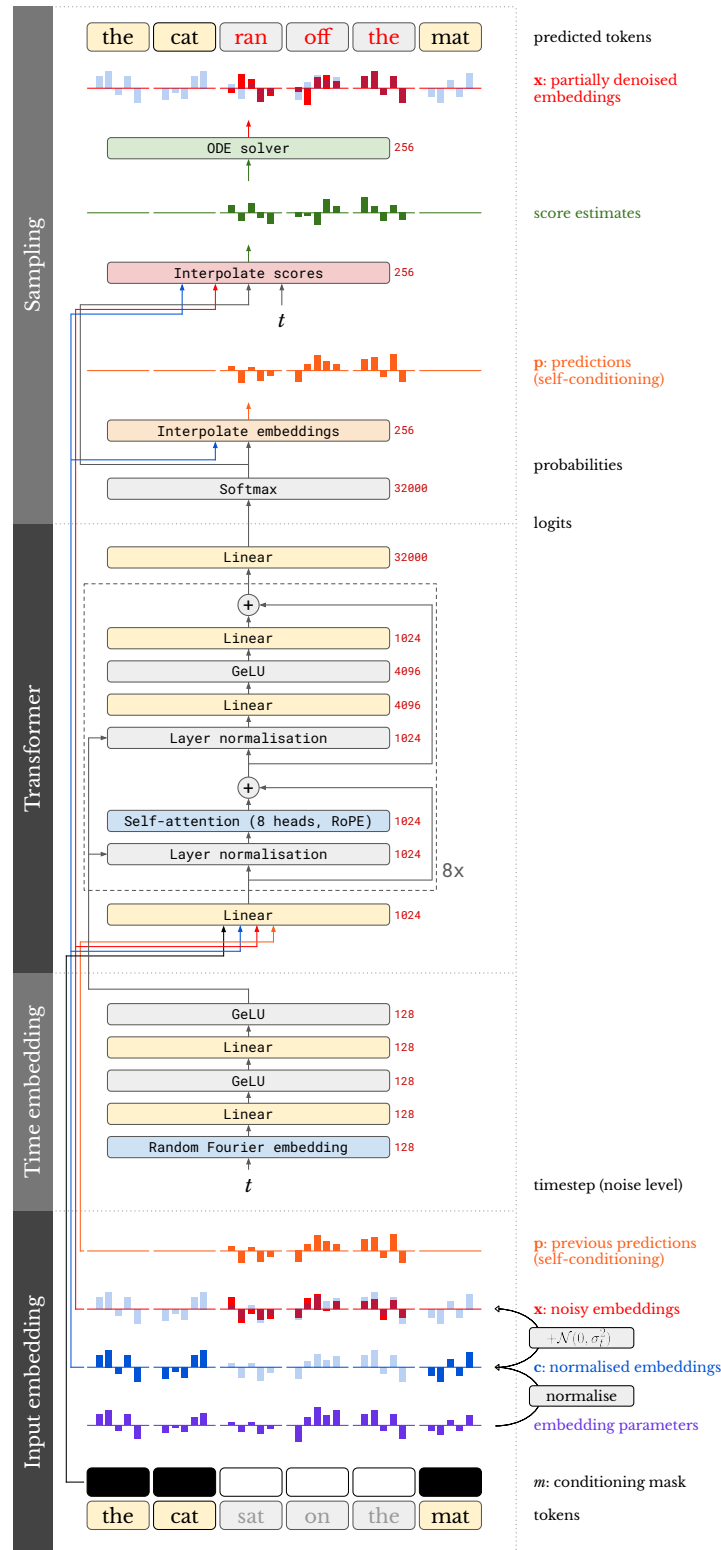 the cat ran off the mat
predicted tokens
x: partially denoised
embeddings
ODE solver
256
score estimates
Interpolate scores
256
t
p: predictions
(self-conditioning)
Interpolate embeddings
256
probabilities
Softmax
32000
Sampling
logits
Linear
32000
+
Linear
1024
GeLU
4096
Linear
4096
Layer normalisation
1024
+
Self-attention (8 heads, RoPE)
1024
Layer normalisation
1024
8x
Linear
1024
Transformer
GeLU
128
Linear
128
GeLU
128
Linear
128
Random Fourier embedding
128
t
timestep (noise level)
Time embedding
p: previous predictions
(self-conditioning)
x: noisy embeddings
+𝒩(0, σ_t^2)
c: normalised embeddings
normalise
embedding parameters
m: conditioning mask
the cat sat on the mat
tokens
Input embedding